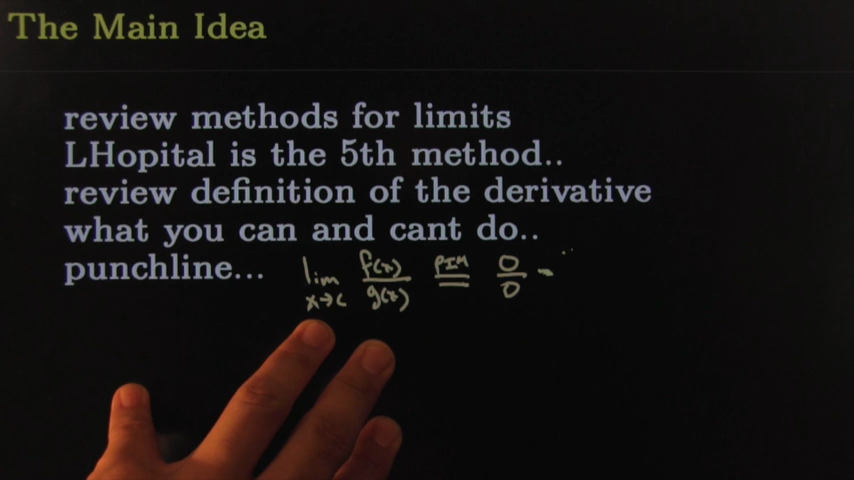 The Main Idea
review methods for limits
LHopital is the 5th method..
review definition of the derivative
what you can and cant do..
punchline... lim x→c f(x)/g(x) PIM = 0/0 -